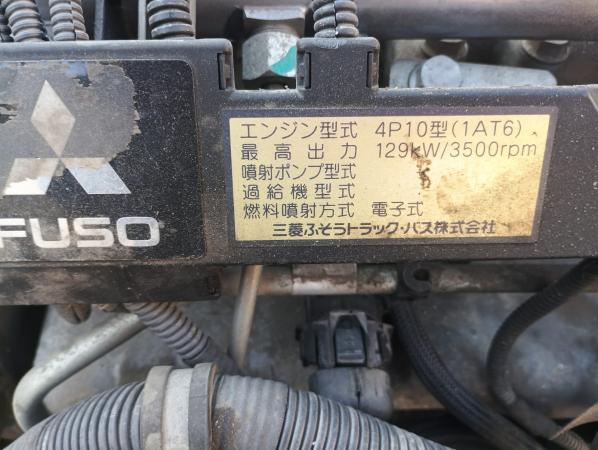 FUSO
エンジン型式 4P10型(1AT6)
最高出力 129kW/3500rpm
噴射ポンプ型式
過給機型式
燃料噴射方式 電子式
三菱ふそうトラック・バス株式会社